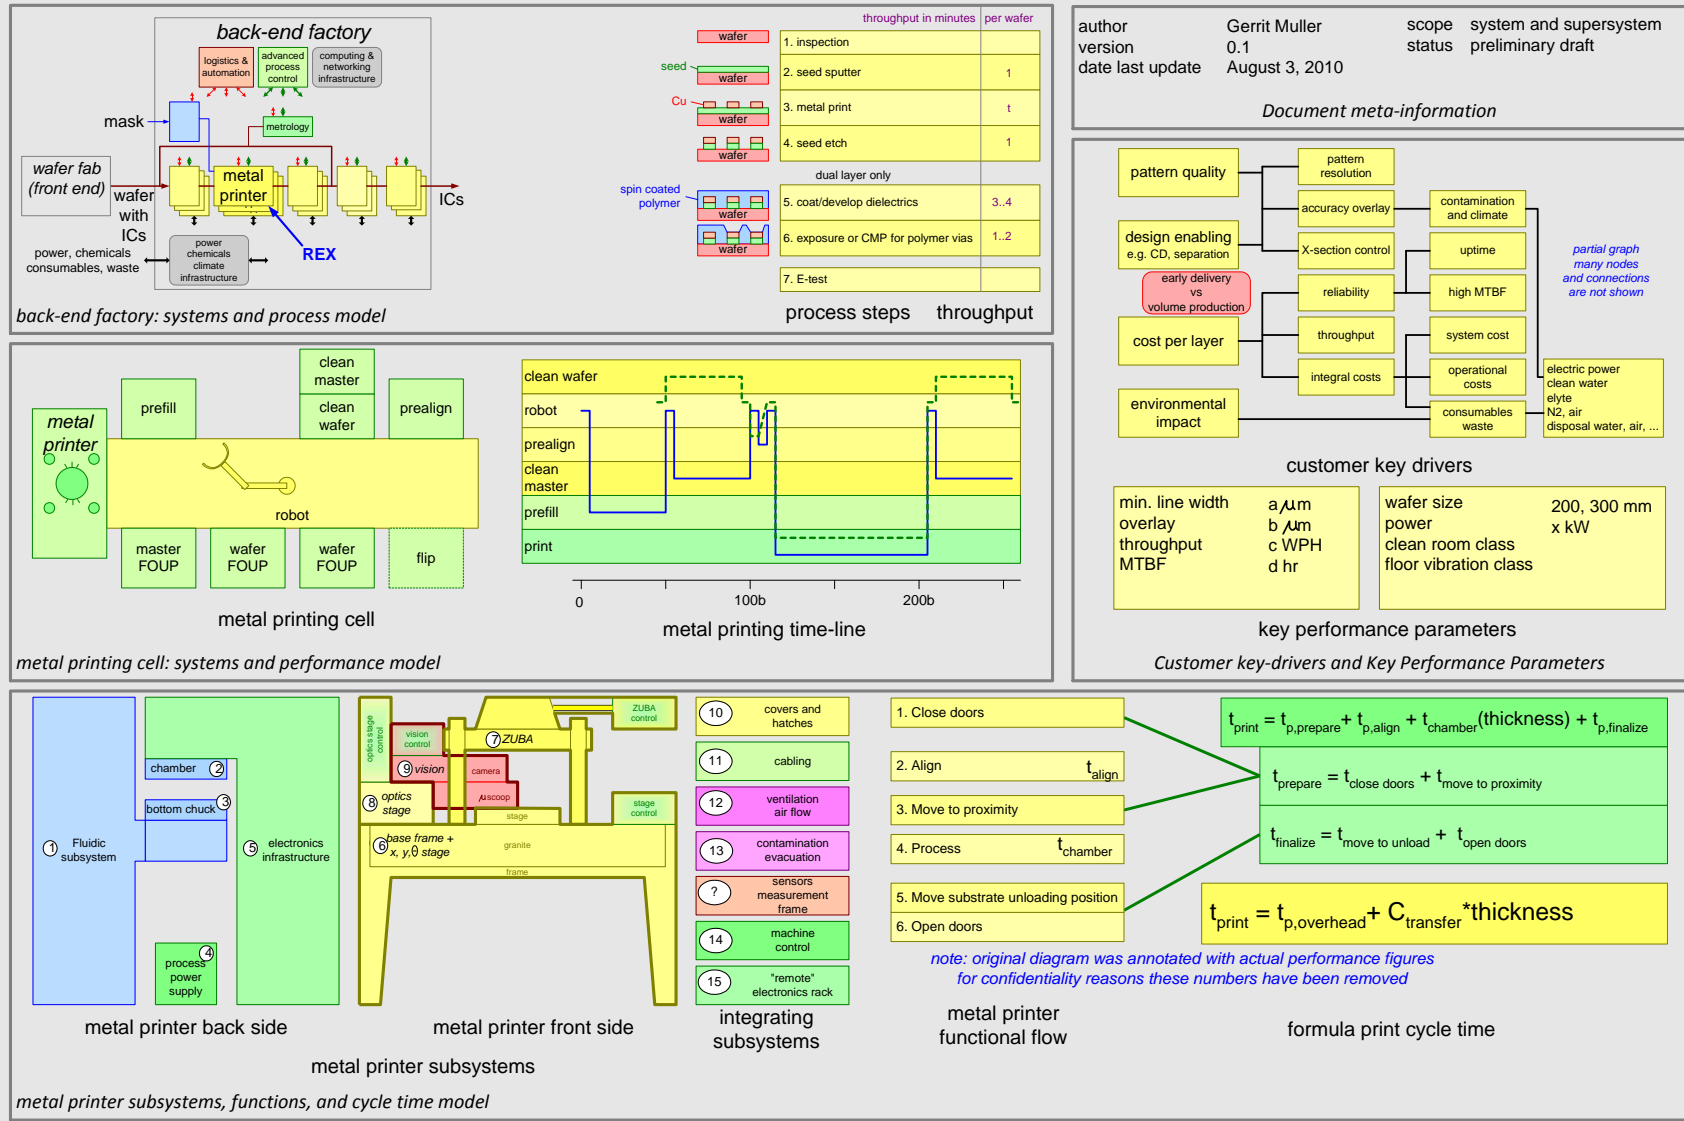 back-end factory
logistics &
automation
advanced
process
control
computing &
networking
infrastructure
mask
metrology
wafer fab
(front end)
metal
printer
wafer
with
ICs
ICs
REX
power, chemicals
consumables, waste
power
chemicals
climate
infrastructure
back-end factory: systems and process model
throughput in minutes
per wafer
wafer
1. inspection
seed
wafer
2. seed sputter
1
Cu
wafer
3. metal print
t
wafer
4. seed etch
1
dual layer only
spin coated
polymer
wafer
5. coat/develop dielectrics
3..4
wafer
6. exposure or CMP for polymer vias
1..2
7. E-test
process steps
throughput
author Gerrit Muller
version 0.1
date last update August 3, 2010
scope system and supersystem
status preliminary draft
Document meta-information
pattern quality
pattern
resolution
accuracy overlay
contamination
and climate
design enabling
e.g. CD, separation
X-section control
uptime
partial graph
many nodes
and connections
are not shown
early delivery
vs
volume production
reliability
high MTBF
cost per layer
throughput
system cost
integral costs
operational
costs
environmental
impact
consumables
waste
electric power
clean water
elyte
N2, air
disposal water, air, ...
customer key drivers
min. line width a μm
overlay b μm
throughput c WPH
MTBF d hr
wafer size 200, 300 mm
power x kW
clean room class
floor vibration class
key performance parameters
Customer key-drivers and Key Performance Parameters
metal
printer
prefill
clean
master
clean
wafer
prealign
robot
master
FOUP
wafer
FOUP
wafer
FOUP
flip
metal printing cell
clean wafer
robot
prealign
clean
master
prefill
print
0
100b
200b
metal printing time-line
metal printing cell: systems and performance model
1 Fluidic
subsystem
chamber 2
bottom chuck 3
5 electronics
infrastructure
4
process
power
supply
metal printer back side
optics stage
control
vision
control
7 ZUBA
ZUBA
control
9 vision
camera
μscoop
8 optics
stage
stage
stage
control
6 base frame +
x, y,θ stage
granite
frame
metal printer front side
metal printer subsystems
10 covers and
hatches
11 cabling
12 ventilation
air flow
13 contamination
evacuation
? sensors
measurement
frame
14 machine
control
15 "remote"
electronics rack
integrating
subsystems
1. Close doors
2. Align t_align
3. Move to proximity
4. Process t_chamber
5. Move substrate unloading position
6. Open doors
metal printer
functional flow
t_print = t_p,prepare + t_p,align + t_chamber(thickness) + t_p,finalize
t_prepare = t_close doors + t_move to proximity
t_finalize = t_move to unload + t_open doors
t_print = t_p,overhead + C_transfer *thickness
note: original diagram was annotated with actual performance figures
for confidentiality reasons these numbers have been removed
formula print cycle time
metal printer subsystems, functions, and cycle time model